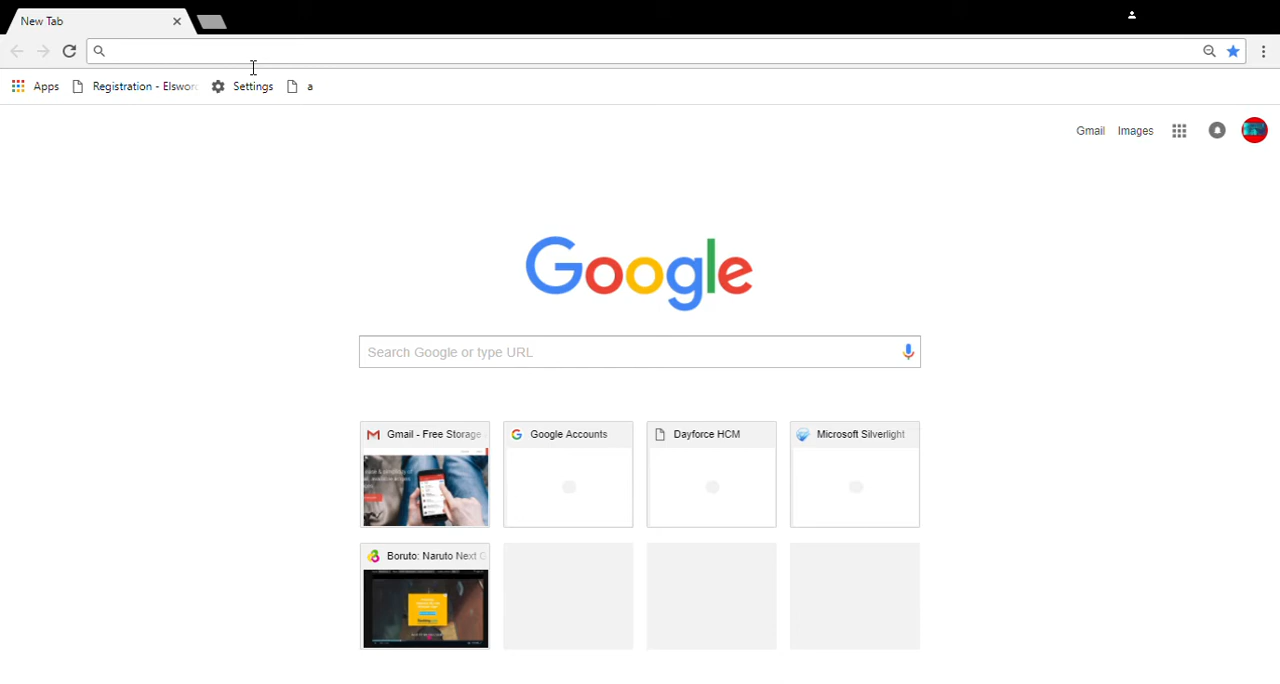 New Tab
Apps Registration - Elswor Settings a
Gmail Images
Google
Search Google or type URL
Gmail - Free Storage Google Accounts Dayforce HCM Microsoft Silverlight
Boruto: Naruto Next